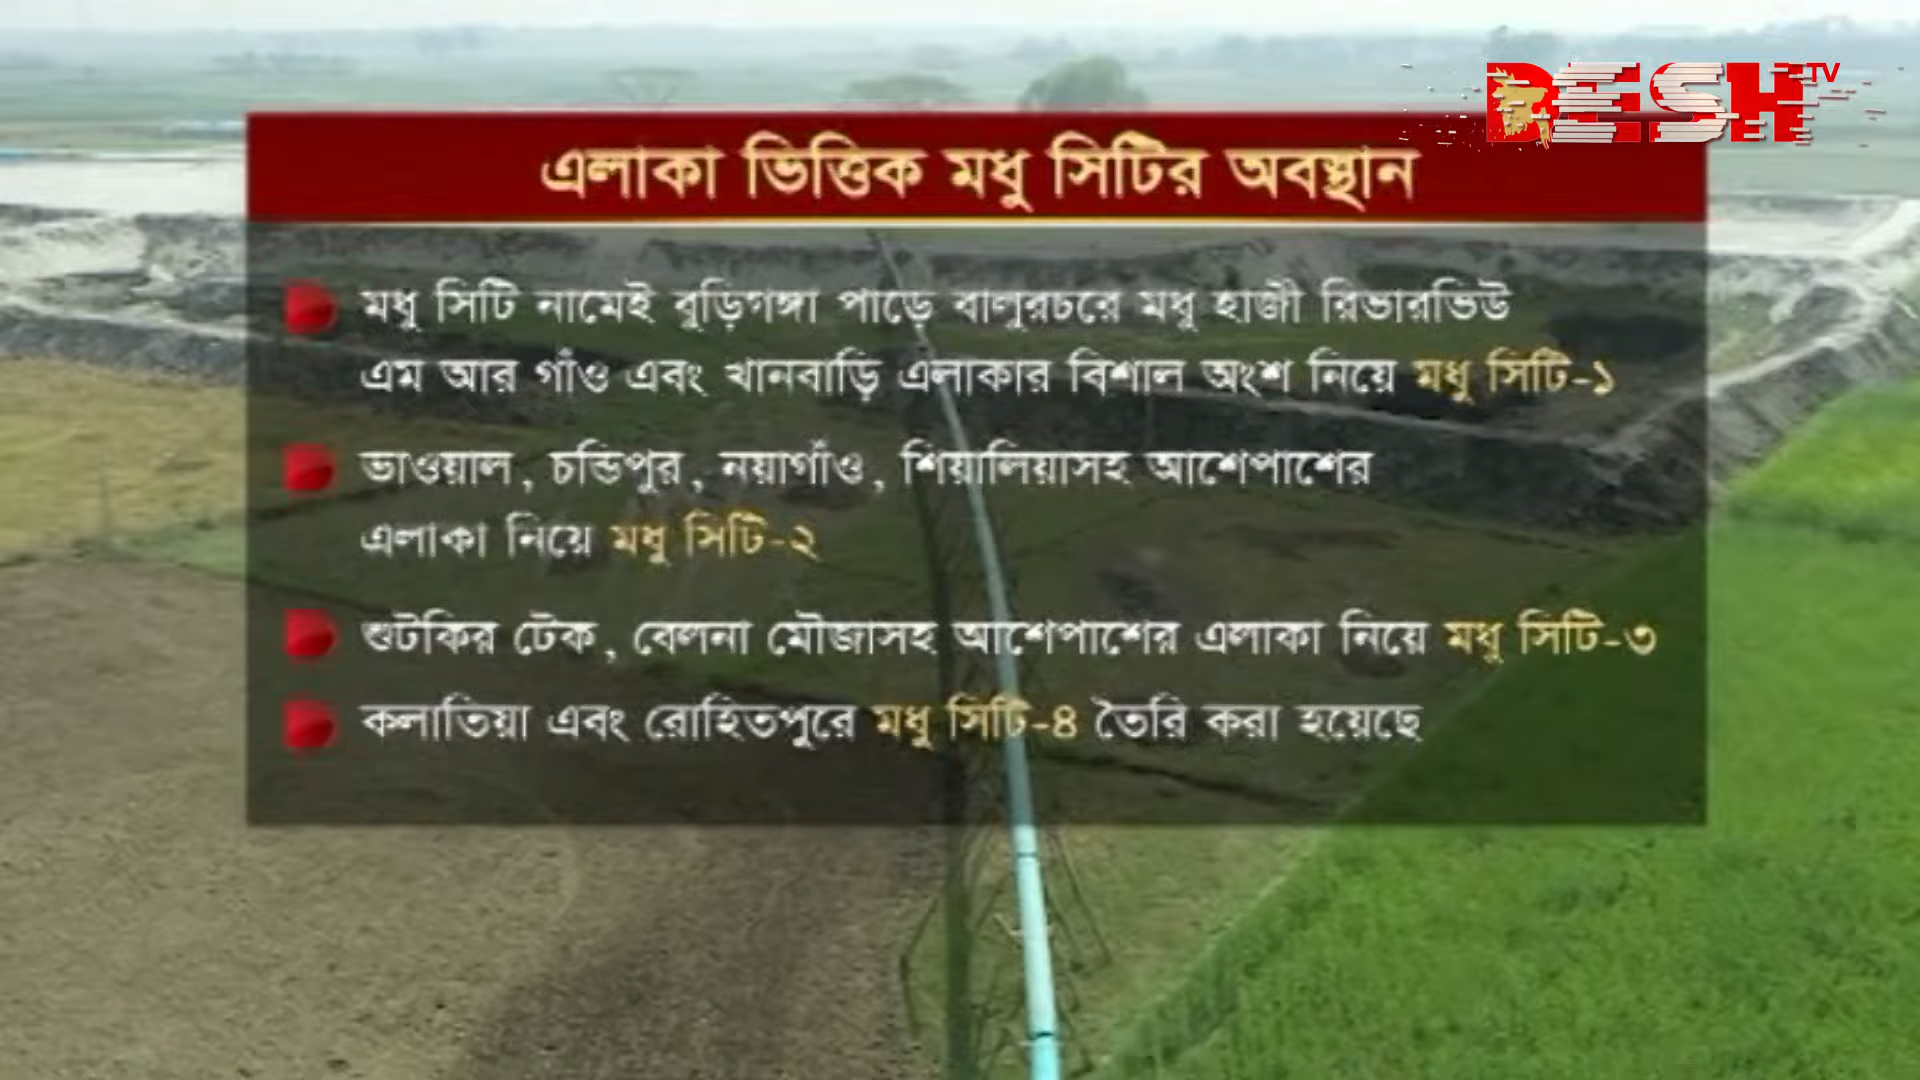 DESH TV
এলাকা ভিত্তিক মধু সিটির অবস্থান
মধু সিটি নামেই বুড়িগঙ্গা পাড়ে বালুরচরে মধু হাজী রিভারভিউ
এম আর গাঁও এবং খানবাড়ি এলাকার বিশাল অংশ নিয়ে মধু সিটি-১
ভাওয়াল, চন্ডিপুর, নয়াগাঁও, শিয়ালিয়াসহ আশেপাশের
এলাকা নিয়ে মধু সিটি-২
শুটকির টেক, বেলনা মৌজাসহ আশেপাশের এলাকা নিয়ে মধু সিটি-৩
কলাতিয়া এবং রোহিতপুরে মধু সিটি-৪ তৈরি করা হয়েছে